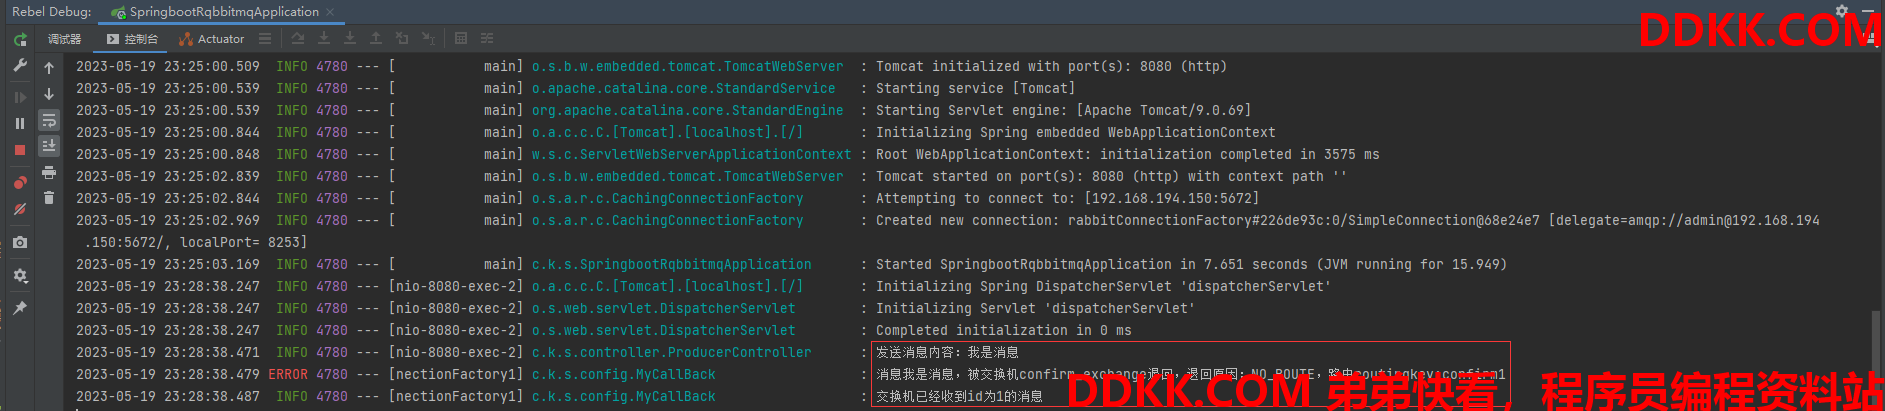 Rebel Debug: SpringbootRqbbitmqApplication
DDKK.COM
调试器 控制台 Actuator
2023-05-19 23:25:00.509 INFO 4780 --- [ main] o.s.b.w.embedded.tomcat.TomcatWebServer : Tomcat initialized with port(s): 8080 (http)
2023-05-19 23:25:00.539 INFO 4780 --- [ main] o.apache.catalina.core.StandardService : Starting service [Tomcat]
2023-05-19 23:25:00.539 INFO 4780 --- [ main] org.apache.catalina.core.StandardEngine : Starting Servlet engine: [Apache Tomcat/9.0.69]
2023-05-19 23:25:00.844 INFO 4780 --- [ main] o.a.c.c.C.[Tomcat].[localhost].[/] : Initializing Spring embedded WebApplicationContext
2023-05-19 23:25:00.848 INFO 4780 --- [ main] w.s.c.ServletWebServerApplicationContext : Root WebApplicationContext: initialization completed in 3575 ms
2023-05-19 23:25:02.839 INFO 4780 --- [ main] o.s.b.w.embedded.tomcat.TomcatWebServer : Tomcat started on port(s): 8080 (http) with context path ''
2023-05-19 23:25:02.844 INFO 4780 --- [ main] o.s.a.r.c.CachingConnectionFactory : Attempting to connect to: [192.168.194.150:5672]
2023-05-19 23:25:02.969 INFO 4780 --- [ main] o.s.a.r.c.CachingConnectionFactory : Created new connection: rabbitConnectionFactory#226de93c:0/SimpleConnection@68e24e7 [delegate=amqp://admin@192.168.194
.150:5672/, localPort= 8253]
2023-05-19 23:25:03.169 INFO 4780 --- [ main] c.k.s.SpringbootRqbbitmqApplication : Started SpringbootRqbbitmqApplication in 7.651 seconds (JVM running for 15.949)
2023-05-19 23:28:38.247 INFO 4780 --- [nio-8080-exec-2] o.a.c.c.C.[Tomcat].[localhost].[/] : Initializing Spring DispatcherServlet 'dispatcherServlet'
2023-05-19 23:28:38.247 INFO 4780 --- [nio-8080-exec-2] o.s.web.servlet.DispatcherServlet : Initializing Servlet 'dispatcherServlet'
2023-05-19 23:28:38.247 INFO 4780 --- [nio-8080-exec-2] o.s.web.servlet.DispatcherServlet : Completed initialization in 0 ms
2023-05-19 23:28:38.471 INFO 4780 --- [nio-8080-exec-2] c.k.s.controller.ProducerController : 发送消息内容：我是消息
2023-05-19 23:28:38.479 ERROR 4780 --- [nectionFactory1] c.k.s.config.MyCallBack : 消息我是消息，被交换机confirm_exchange退回，退回原因：NO_ROUTE，路由routingkey:confirm1
2023-05-19 23:28:38.487 INFO 4780 --- [nectionFactory1] c.k.s.config.MyCallBack : 交换机已经收到id为1的消息
DDKK.COM 弟弟快看，程序员编程资料站